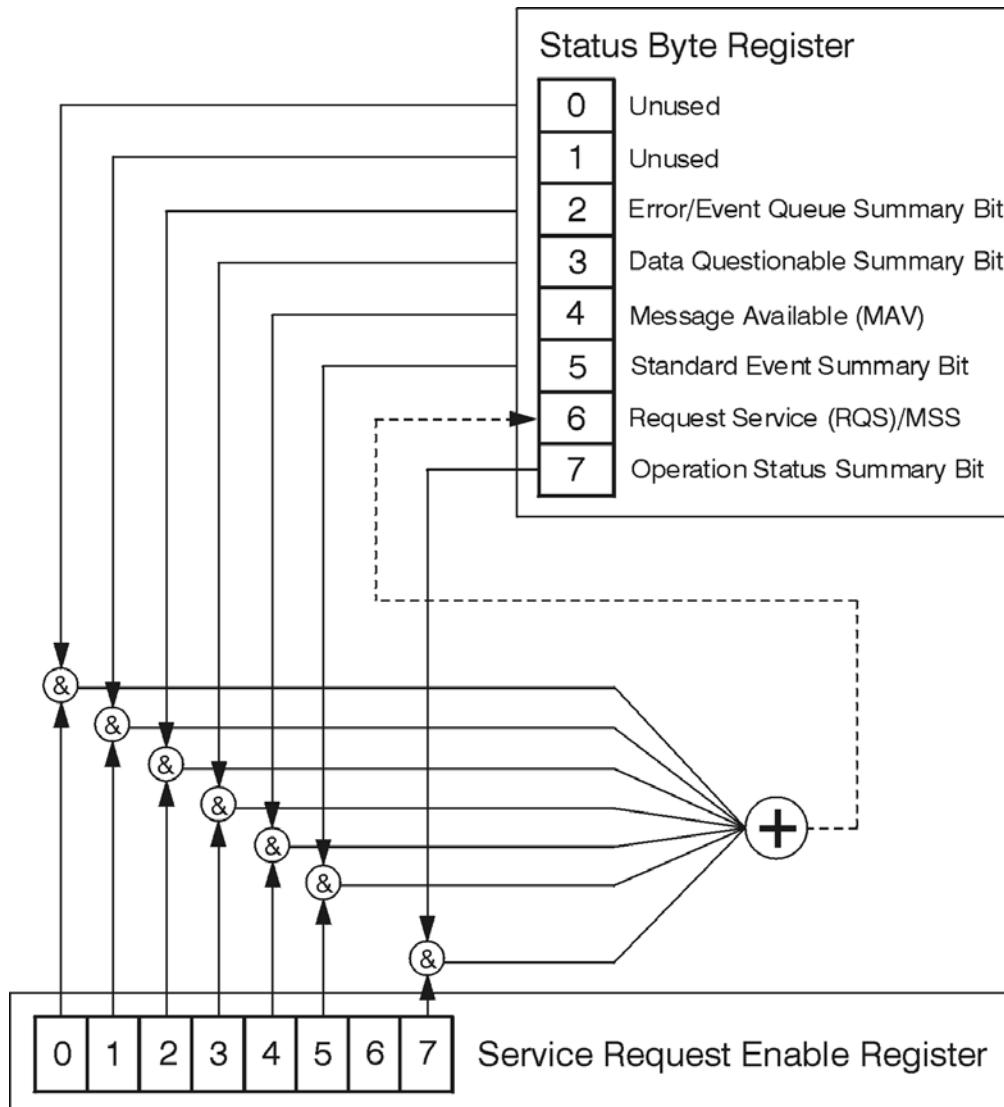 Status Byte Register
0 Unused
1 Unused
2 Error/Event Queue Summary Bit
3 Data Questionable Summary Bit
4 Message Available (MAV)
5 Standard Event Summary Bit
6 Request Service (RQS)/MSS
7 Operation Status Summary Bit
&
&
&
&
&
&
+
&
0 1 2 3 4 5 6 7 Service Request Enable Register